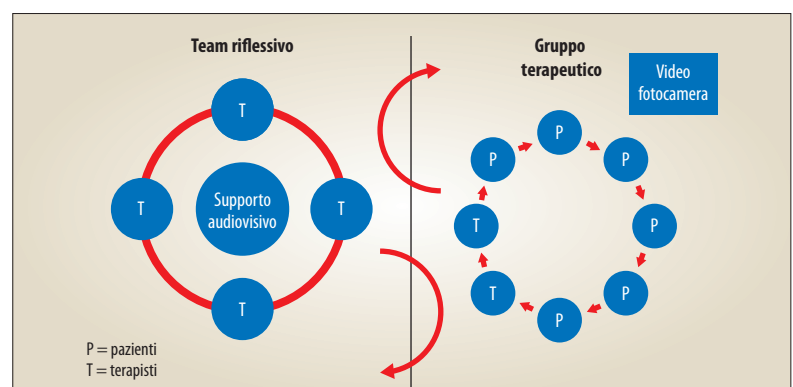 Team riflessivo
T
T
Supporto
audiovisivo
T
T
P = pazienti
T = terapisti
Gruppo
terapeutico
Video
fotocamera
P
P
P
T
P
T
P
P